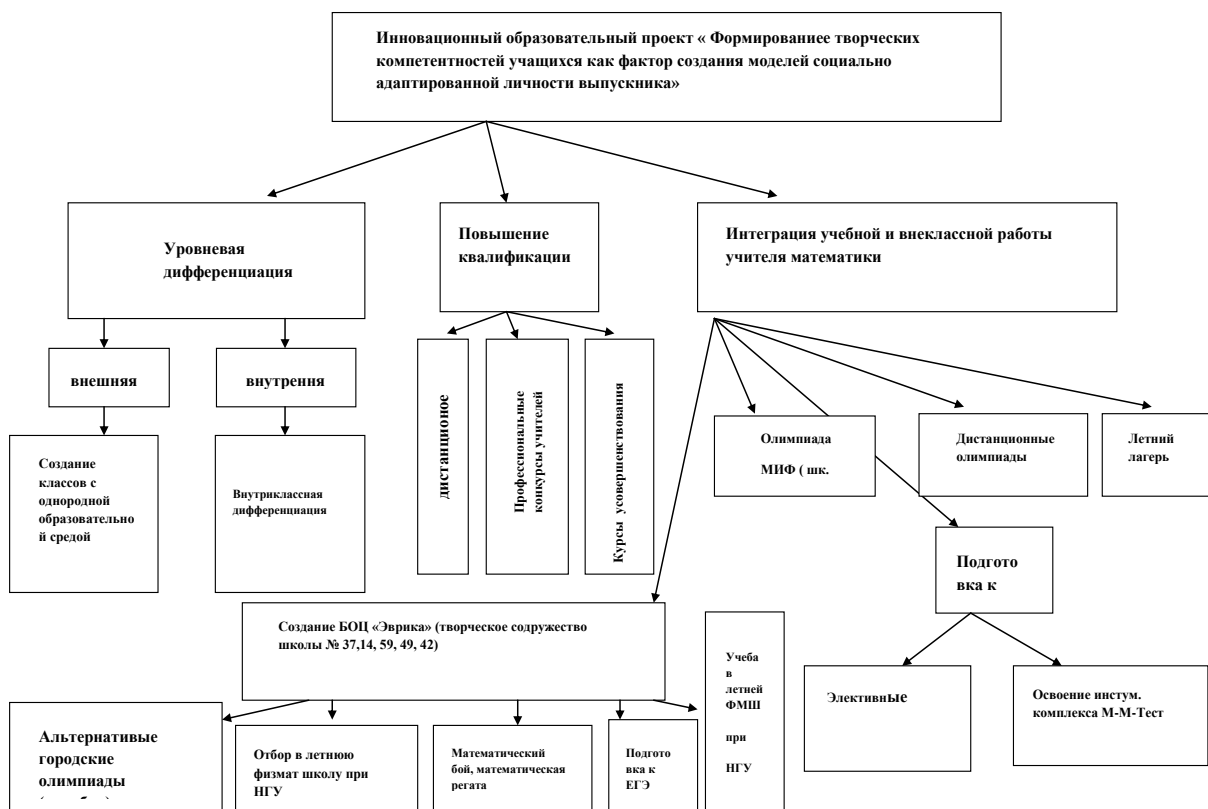 Инновационный образовательный проект « Формированиее творческих
компетентностей учащихся как фактор создания моделей социально
адаптированной личности выпускника»
Уровневая
дифференциация
Повышение
квалификации
Интеграция учебной и внеклассной работы
учителя математики
внешняя
внутрення
дистанционое
Профессиональные
конкурсы учителей
Курсы усовершенствования
Олимпиада
МИФ ( шк.
Дистанционные
олимпиады
Летний
лагерь
Создание
классов с
однородной
образовательно
й средой
Внутриклассная
дифференциация
Подгото
вка к
Создание БОЦ «Эврика» (творческое содружество
школы № 37,14, 59, 49, 42)
Учеба
в
летней
ФМШ
при
НГУ
Элективные
Освоение инстум.
комплекса М-М-Тест
Альтернативые
городские
олимпиады
Отбор в летнюю
физмат школу при
НГУ
Математический
бой, математическая
регата
Подгото
вка к
ЕГЭ